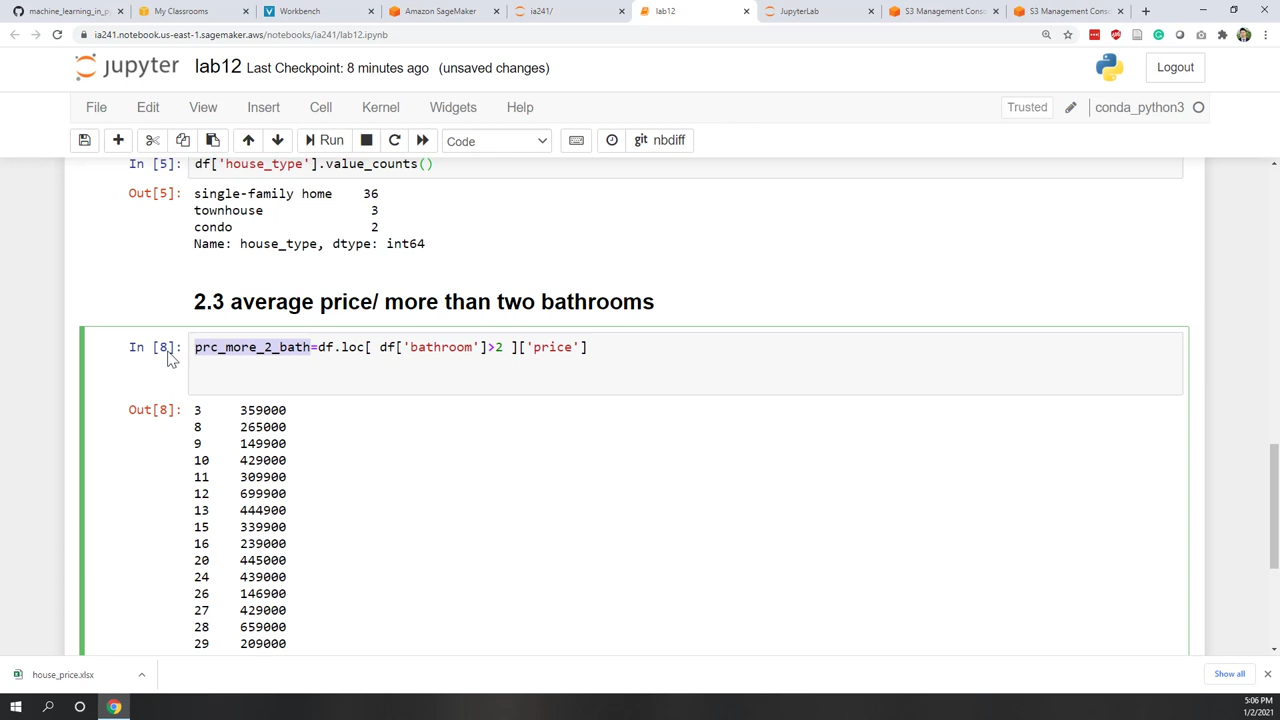 machine_learning_in_p
My Classrooms
Workbench
Amazon SageMaker
ia241/
lab12
JupyterLab
S3 Management Cons
S3 Management Cons
ia241.notebook.us-east-1.sagemaker.aws/notebooks/ia241/lab12.ipynb
jupyter lab12 Last Checkpoint: 8 minutes ago (unsaved changes)
Logout
File Edit View Insert Cell Kernel Widgets Help
Trusted
conda_python3
Run
Code
git nbdiff
In [5]: df['house_type'].value_counts()
Out[5]: single-family home 36
townhouse 3
condo 2
Name: house_type, dtype: int64
2.3 average price/ more than two bathrooms
In [8]: prc_more_2_bath=df.loc[ df['bathroom']>2 ]['price']
Out[8]: 3 359000
8 265000
9 149900
10 429000
11 309900
12 699900
13 444900
15 339900
16 239000
20 445000
24 439000
26 146900
27 429000
28 659000
29 209000
house_price.xlsx
Show all
5:06 PM
1/2/2021